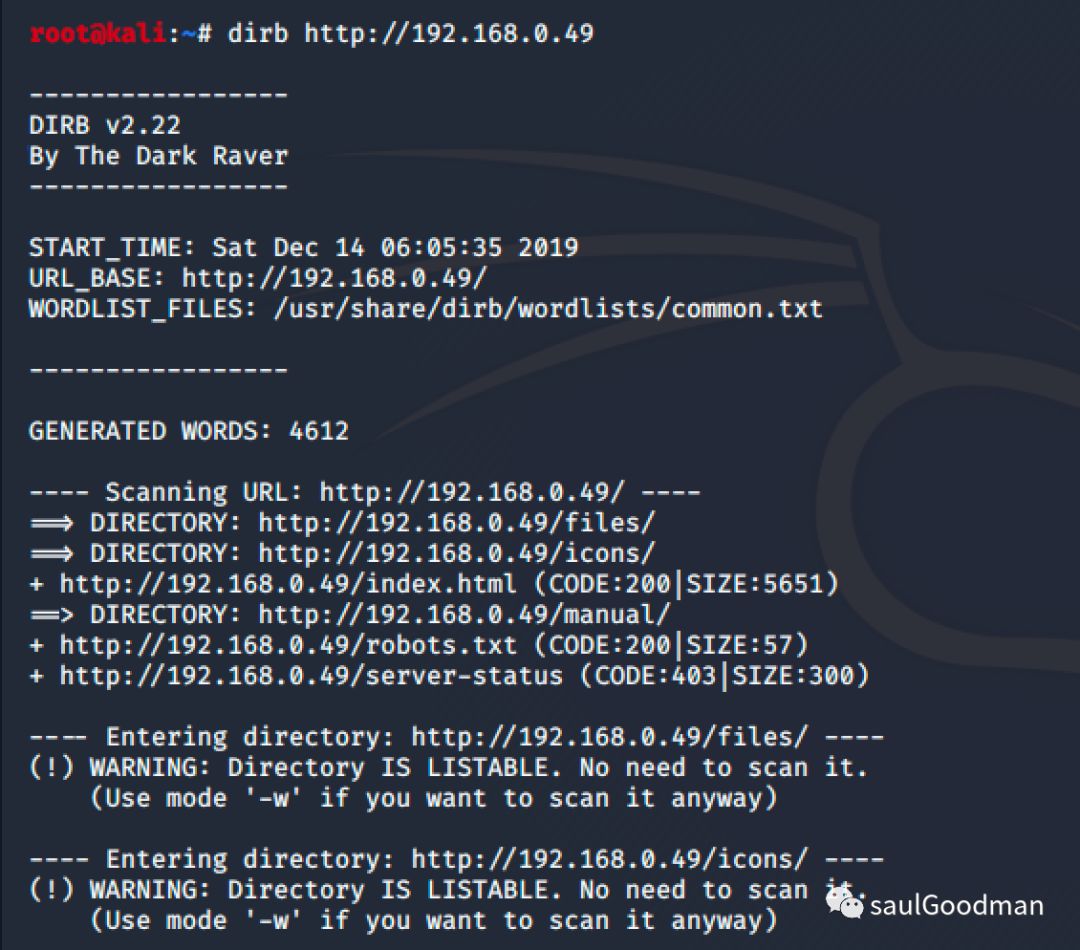 root@kali:~# dirb http://192.168.0.49
-----------------
DIRB v2.22
By The Dark Raver
-----------------
START_TIME: Sat Dec 14 06:05:35 2019
URL_BASE: http://192.168.0.49/
WORDLIST_FILES: /usr/share/dirb/wordlists/common.txt
-----------------
GENERATED WORDS: 4612
---- Scanning URL: http://192.168.0.49/ ----
==> DIRECTORY: http://192.168.0.49/files/
==> DIRECTORY: http://192.168.0.49/icons/
+ http://192.168.0.49/index.html (CODE:200|SIZE:5651)
==> DIRECTORY: http://192.168.0.49/manual/
+ http://192.168.0.49/robots.txt (CODE:200|SIZE:57)
+ http://192.168.0.49/server-status (CODE:403|SIZE:300)
---- Entering directory: http://192.168.0.49/files/ ----
(!) WARNING: Directory IS LISTABLE. No need to scan it.
(Use mode '-w' if you want to scan it anyway)
---- Entering directory: http://192.168.0.49/icons/ ----
(!) WARNING: Directory IS LISTABLE. No need to scan it.
(Use mode '-w' if you want to scan it anyway)
saulGoodman